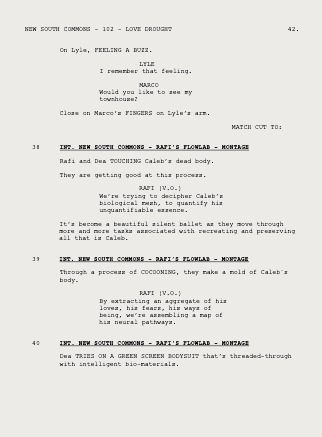 NEW SOUTH COMMONS - 102 - LOVE DROUGHT 42.
On Lyle, FEELING A BUZZ.
LYLE
I remember that feeling.
MARCO
Would you like to see my
townhouse?
Close on Marco's FINGERS on Lyle's arm.
MATCH CUT TO:
38 INT. NEW SOUTH COMMONS - RAFI'S FLOWLAB - MONTAGE
Rafi and Dea TOUCHING Caleb's dead body.
They are getting good at this process.
RAFI (V.O.)
We're trying to decipher Caleb's
biological mesh, to quantify his
unquantifiable essence.
It's become a beautiful silent ballet as they move through
more and more tasks associated with recreating and preserving
all that is Caleb.
39 INT. NEW SOUTH COMMONS - RAFI'S FLOWLAB - MONTAGE
Through a process of COCOONING, they make a mold of Caleb's
body.
RAFI (V.O.)
By extracting an aggregate of his
loves, his fears, his ways of
being, we're assembling a map of
his neural pathways.
40 INT. NEW SOUTH COMMONS - RAFI'S FLOWLAB - MONTAGE
Dea TRIES ON A GREEN SCREEN BODYSUIT that's threaded-through
with intelligent bio-materials.